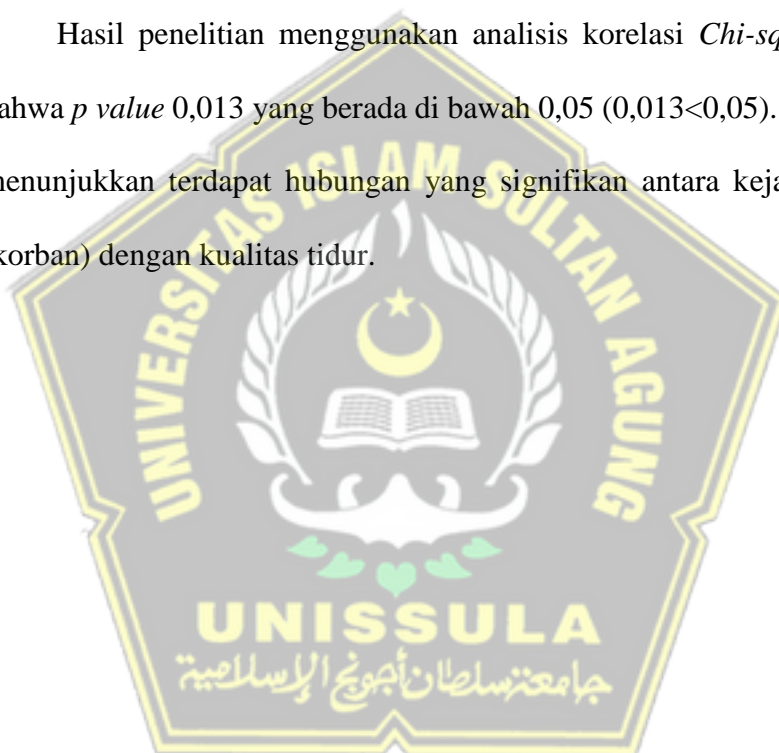 Hasil penelitian menggunakan analisis korelasi Chi-sq
ahwa p value 0,013 yang berada di bawah 0,05 (0,013<0,05).
nenunjukkan terdapat hubungan yang signifikan antara keja
korban) dengan kualitas tidur.
UNIVERSITAS ISLAM SULTAN AGUNG
UNISSULA
جامعتسلطان أجونج الإسلامية